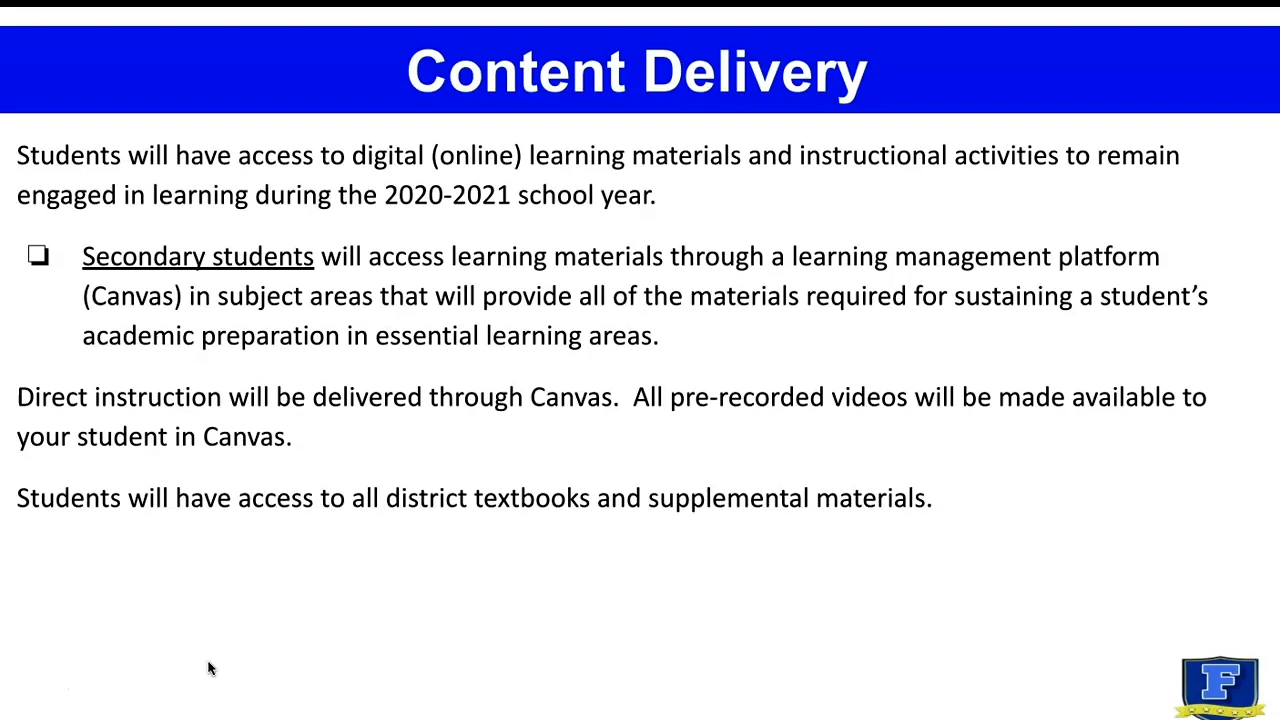 Content Delivery
Students will have access to digital (online) learning materials and instructional activities to remain
engaged in learning during the 2020-2021 school year.
❏ Secondary students will access learning materials through a learning management platform
(Canvas) in subject areas that will provide all of the materials required for sustaining a student’s
academic preparation in essential learning areas.
Direct instruction will be delivered through Canvas.  All pre-recorded videos will be made available to
your student in Canvas.
Students will have access to all district textbooks and supplemental materials.
F